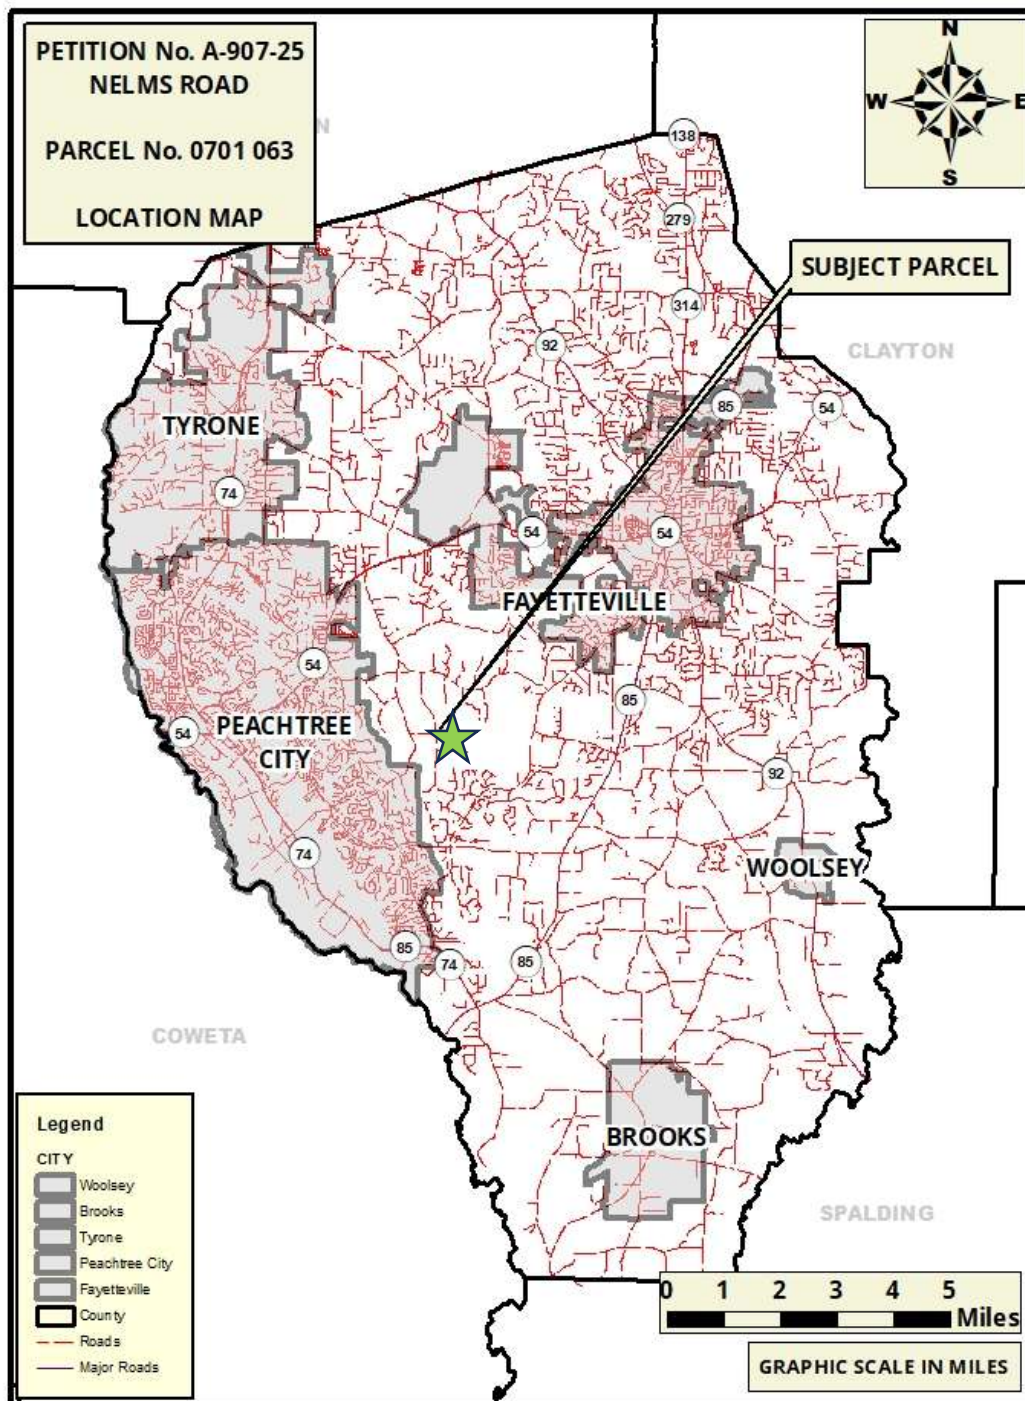 PETITION No. A-907-25
NELMS ROAD
PARCEL No. 0701 063
LOCATION MAP
N
W
E
S
N
138
279
SUBJECT PARCEL
314
92
CLAYTON
85
54
TYRONE
74
54
54
FAYETTEVILLE
54
85
PEACHTREE
CITY
54
92
74
WOOLSEY
85
74
85
COWETA
BROOKS
SPALDING
Legend
CITY
Woolsey
Brooks
Tyrone
Peachtree City
Fayetteville
County
Roads
Major Roads
0 1 2 3 4 5
Miles
GRAPHIC SCALE IN MILES